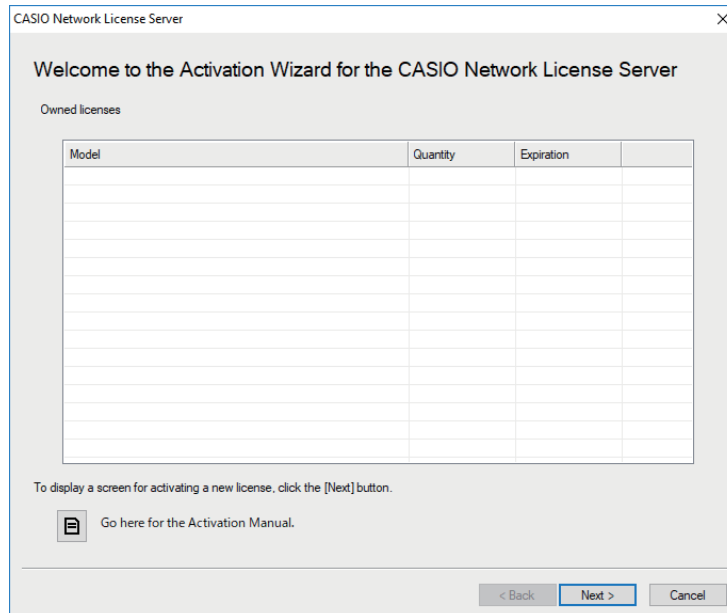 CASIO Network License Server
Welcome to the Activation Wizard for the CASIO Network License Server
Owned licenses
Model Quantity Expiration
To display a screen for activating a new license, click the [Next] button.
Go here for the Activation Manual.
< Back Next > Cancel